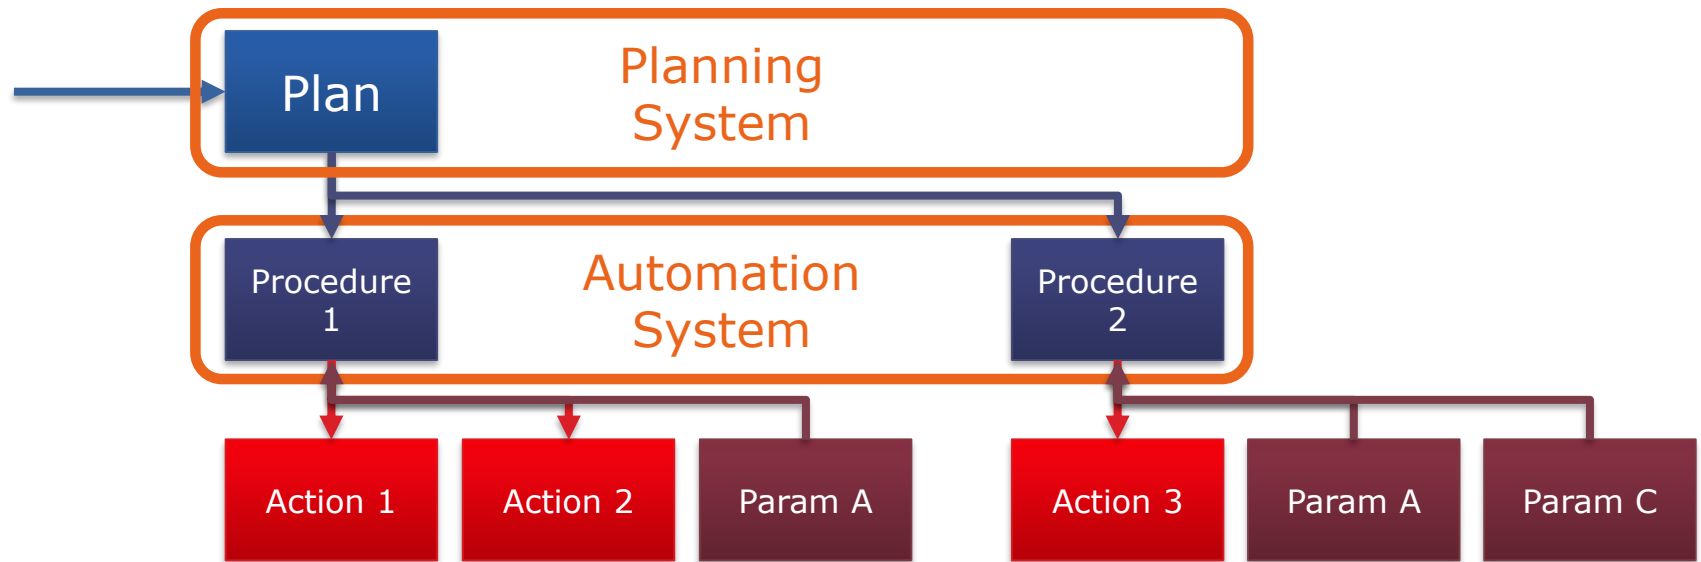 Plan
Planning
System
Procedure
1
Automation
System
Procedure
2
Action 1
Action 2
Param A
Action 3
Param A
Param C